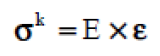 σᵏ = E × ε